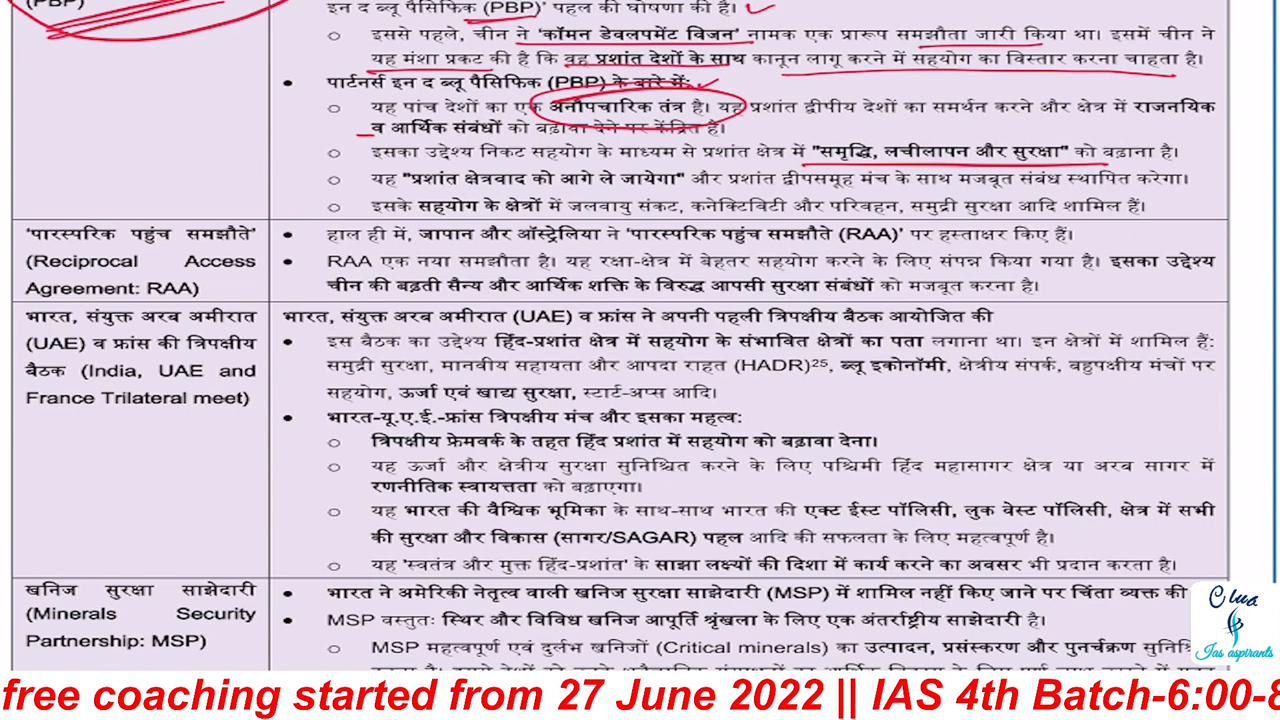 (PBP)
इन द ब्लू पैसिफिक (PBP)' पहल की घोषणा की है।
○ इससे पहले, चीन ने 'कॉमन डेवलपमेंट विजन' नामक एक प्रारूप समझौता जारी किया था। इसमें चीन ने
यह मंशा प्रकट की है कि वह प्रशांत देशों के साथ कानून लागू करने में सहयोग का विस्तार करना चाहता है।
• पार्टनर्स इन द ब्लू पैसिफिक (PBP) के बारे में:
○ यह पांच देशों का एक अनौपचारिक तंत्र है। यह प्रशांत द्वीपीय देशों का समर्थन करने और क्षेत्र में राजनयिक
व आर्थिक संबंधों को बढ़ावा देने पर केंद्रित है।
○ इसका उद्देश्य निकट सहयोग के माध्यम से प्रशांत क्षेत्र में "समृद्धि, लचीलापन और सुरक्षा" को बढ़ाना है।
○ यह "प्रशांत क्षेत्रवाद को आगे ले जायेगा" और प्रशांत द्वीपसमूह मंच के साथ मजबूत संबंध स्थापित करेगा।
○ इसके सहयोग के क्षेत्रों में जलवायु संकट, कनेक्टिविटी और परिवहन, समुद्री सुरक्षा आदि शामिल हैं।
'पारस्परिक पहुंच समझौते'
(Reciprocal Access
Agreement: RAA)
• हाल ही में, जापान और ऑस्ट्रेलिया ने 'पारस्परिक पहुंच समझौते (RAA)' पर हस्ताक्षर किए हैं।
• RAA एक नया समझौता है। यह रक्षा-क्षेत्र में बेहतर सहयोग करने के लिए संपन्न किया गया है। इसका उद्देश्य
चीन की बढ़ती सैन्य और आर्थिक शक्ति के विरुद्ध आपसी सुरक्षा संबंधों को मजबूत करना है।
भारत, संयुक्त अरब अमीरात
(UAE) व फ्रांस की त्रिपक्षीय
बैठक (India, UAE and
France Trilateral meet)
भारत, संयुक्त अरब अमीरात (UAE) व फ्रांस ने अपनी पहली त्रिपक्षीय बैठक आयोजित की
• इस बैठक का उद्देश्य हिंद-प्रशांत क्षेत्र में सहयोग के संभावित क्षेत्रों का पता लगाना था। इन क्षेत्रों में शामिल हैं:
समुद्री सुरक्षा, मानवीय सहायता और आपदा राहत (HADR)25, ब्लू इकोनॉमी, क्षेत्रीय संपर्क, बहुपक्षीय मंचों पर
सहयोग, ऊर्जा एवं खाद्य सुरक्षा, स्टार्ट-अप्स आदि।
• भारत-यू.ए.ई.-फ्रांस त्रिपक्षीय मंच और इसका महत्व:
○ त्रिपक्षीय फ्रेमवर्क के तहत हिंद प्रशांत में सहयोग को बढ़ावा देना।
○ यह ऊर्जा और क्षेत्रीय सुरक्षा सुनिश्चित करने के लिए पश्चिमी हिंद महासागर क्षेत्र या अरब सागर में
रणनीतिक स्वायत्तता को बढ़ाएगा।
○ यह भारत की वैश्विक भूमिका के साथ-साथ भारत की एक्ट ईस्ट पॉलिसी, लुक वेस्ट पॉलिसी, क्षेत्र में सभी
की सुरक्षा और विकास (सागर/SAGAR) पहल आदि की सफलता के लिए महत्वपूर्ण है।
○ यह 'स्वतंत्र और मुक्त हिंद-प्रशांत' के साझा लक्ष्यों की दिशा में कार्य करने का अवसर भी प्रदान करता है।
खनिज सुरक्षा साझेदारी
(Minerals Security
Partnership: MSP)
• भारत ने अमेरिकी नेतृत्व वाली खनिज सुरक्षा साझेदारी (MSP) में शामिल नहीं किए जाने पर चिंता व्यक्त की
• MSP वस्तुतः स्थिर और विविध खनिज आपूर्ति श्रृंखला के लिए एक अंतर्राष्ट्रीय साझेदारी है।
○ MSP महत्वपूर्ण एवं दुर्लभ खनिजों (Critical minerals) का उत्पादन, प्रसंस्करण और पुनर्चक्रण
Ias aspirants
free coaching started from 27 June 2022 || IAS 4th Batch-6:00-8